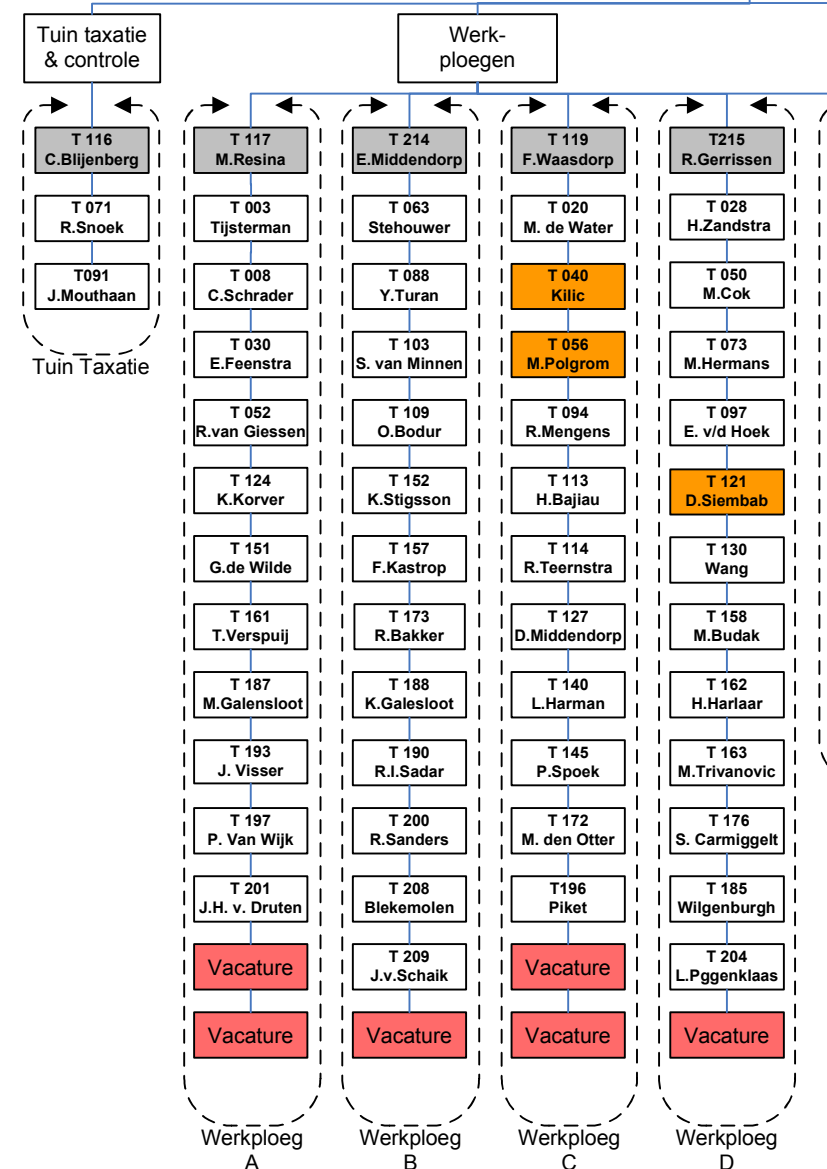 Tuin taxatie
& controle
Werk-
ploegen
T 116
C.Blijenberg
T 071
R.Snoek
T091
J.Mouthaan
Tuin Taxatie
T 117
M.Resina
T 003
Tijsterman
T 008
C.Schrader
T 030
E.Feenstra
T 052
R.van Giessen
T 124
K.Korver
T 151
G.de Wilde
T 161
T.Verspuij
T 187
M.Galensloot
T 193
J. Visser
T 197
P. Van Wijk
T 201
J.H. v. Druten
Vacature
Vacature
Werkploeg
A
T 214
E.Middendorp
T 063
Stehouwer
T 088
Y.Turan
T 103
S. van Minnen
T 109
O.Bodur
T 152
K.Stigsson
T 157
F.Kastrop
T 173
R.Bakker
T 188
K.Galesloot
T 190
R.I.Sadar
T 200
R.Sanders
T 208
Blekemolen
T 209
J.v.Schaik
Vacature
Werkploeg
B
T 119
F.Waasdorp
T 020
M. de Water
T 040
Kilic
T 056
M.Polgrom
T 094
R.Mengens
T 113
H.Bajiau
T 114
R.Teernstra
T 127
D.Middendorp
T 140
L.Harman
T 145
P.Spoek
T 172
M. den Otter
T196
Piket
Vacature
Vacature
Werkploeg
C
T215
R.Gerrissen
T 028
H.Zandstra
T 050
M.Cok
T 073
M.Hermans
T 097
E. v/d Hoek
T 121
D.Siembab
T 130
Wang
T 158
M.Budak
T 162
H.Harlaar
T 163
M.Trivanovic
T 176
S. Carmiggelt
T 185
Wilgenburgh
T 204
L.Pggenklaas
Vacature
Werkploeg
D